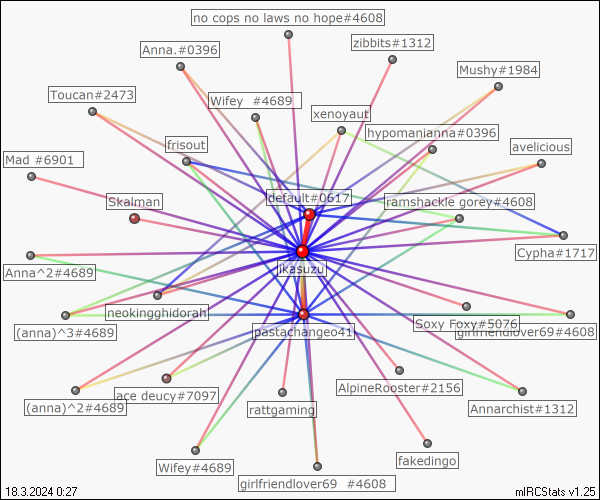 no cops no laws no hope#4608
zibbits#1312
Anna.#0396
Mushy#1984
Toucan#2473
Wifey #4689
xenoyaut
hypomanianna#0396
frisout
avelicious
Mad #6901
default#0617
Skalman
ramshackle gorey#4608
Cypha#1717
jkasuzu
Anna^2#4689
neokingghidorah
Soxy Foxy#5076
girlfriendlover69#4608
(anna)^3#4689
pastachangeo41
AlpineRooster#2156
ace deucy#7097
(anna)^2#4689
rattgaming
Annarchist#1312
fakedingo
Wifey#4689
girlfriendlover69 #4608
18.3.2024 0:27
mIRCStats v1.25